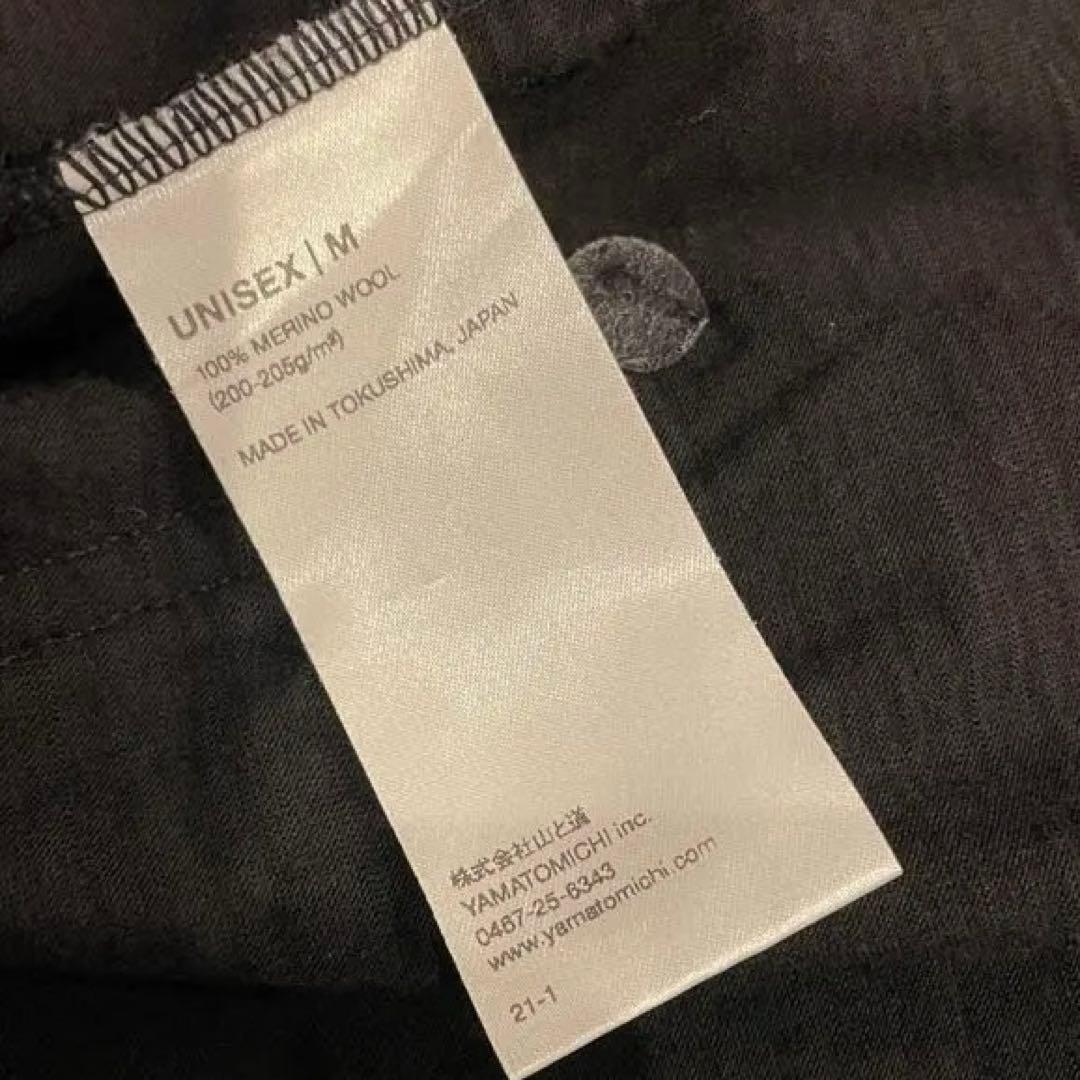 UNISEX | M
100% MERINO WOOL
(200-205g/m²)
MADE IN TOKUSHIMA, JAPAN
株式会社山と道
YAMATOMICHI inc.
0467-25-6343
www.yamatomichi.com
21-1